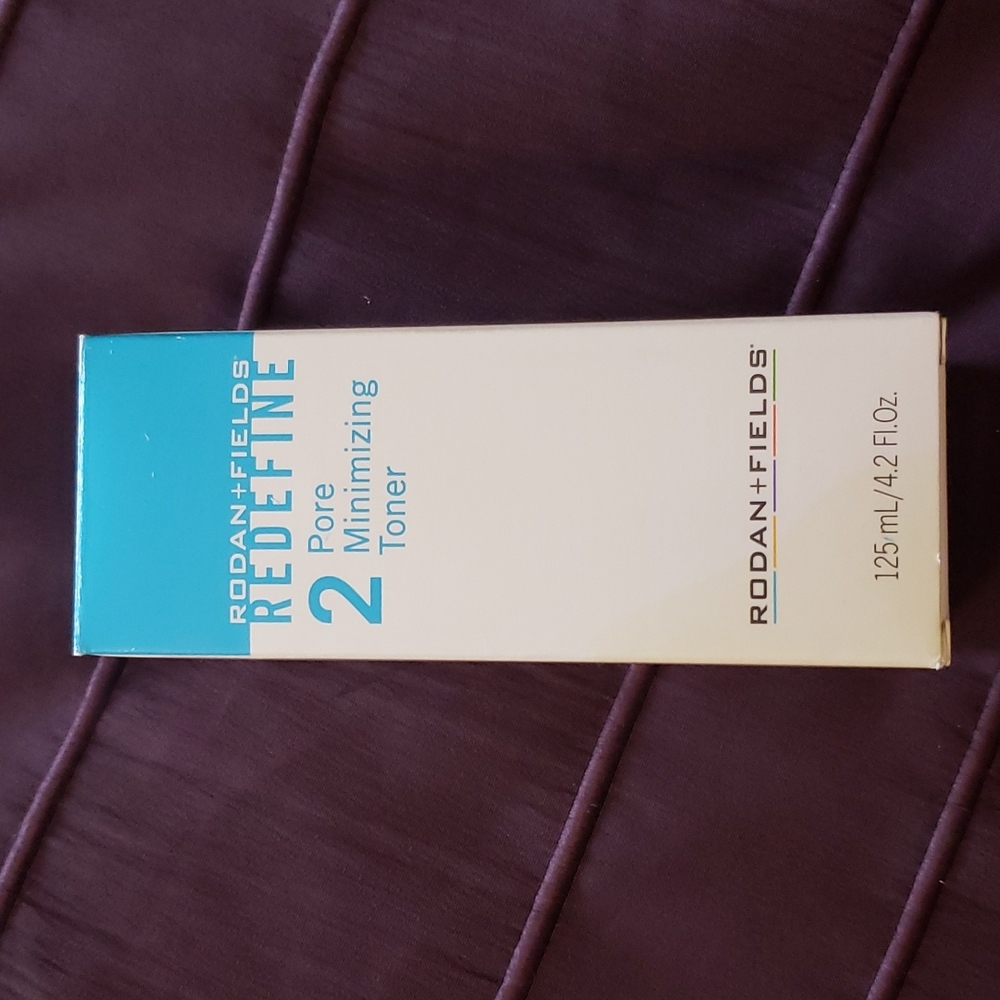 RODAN+FIELDS®
REDEFINE
2 Pore
Minimizing
Toner
RODAN+FIELDS®
125 mL/4.2 Fl.Oz.